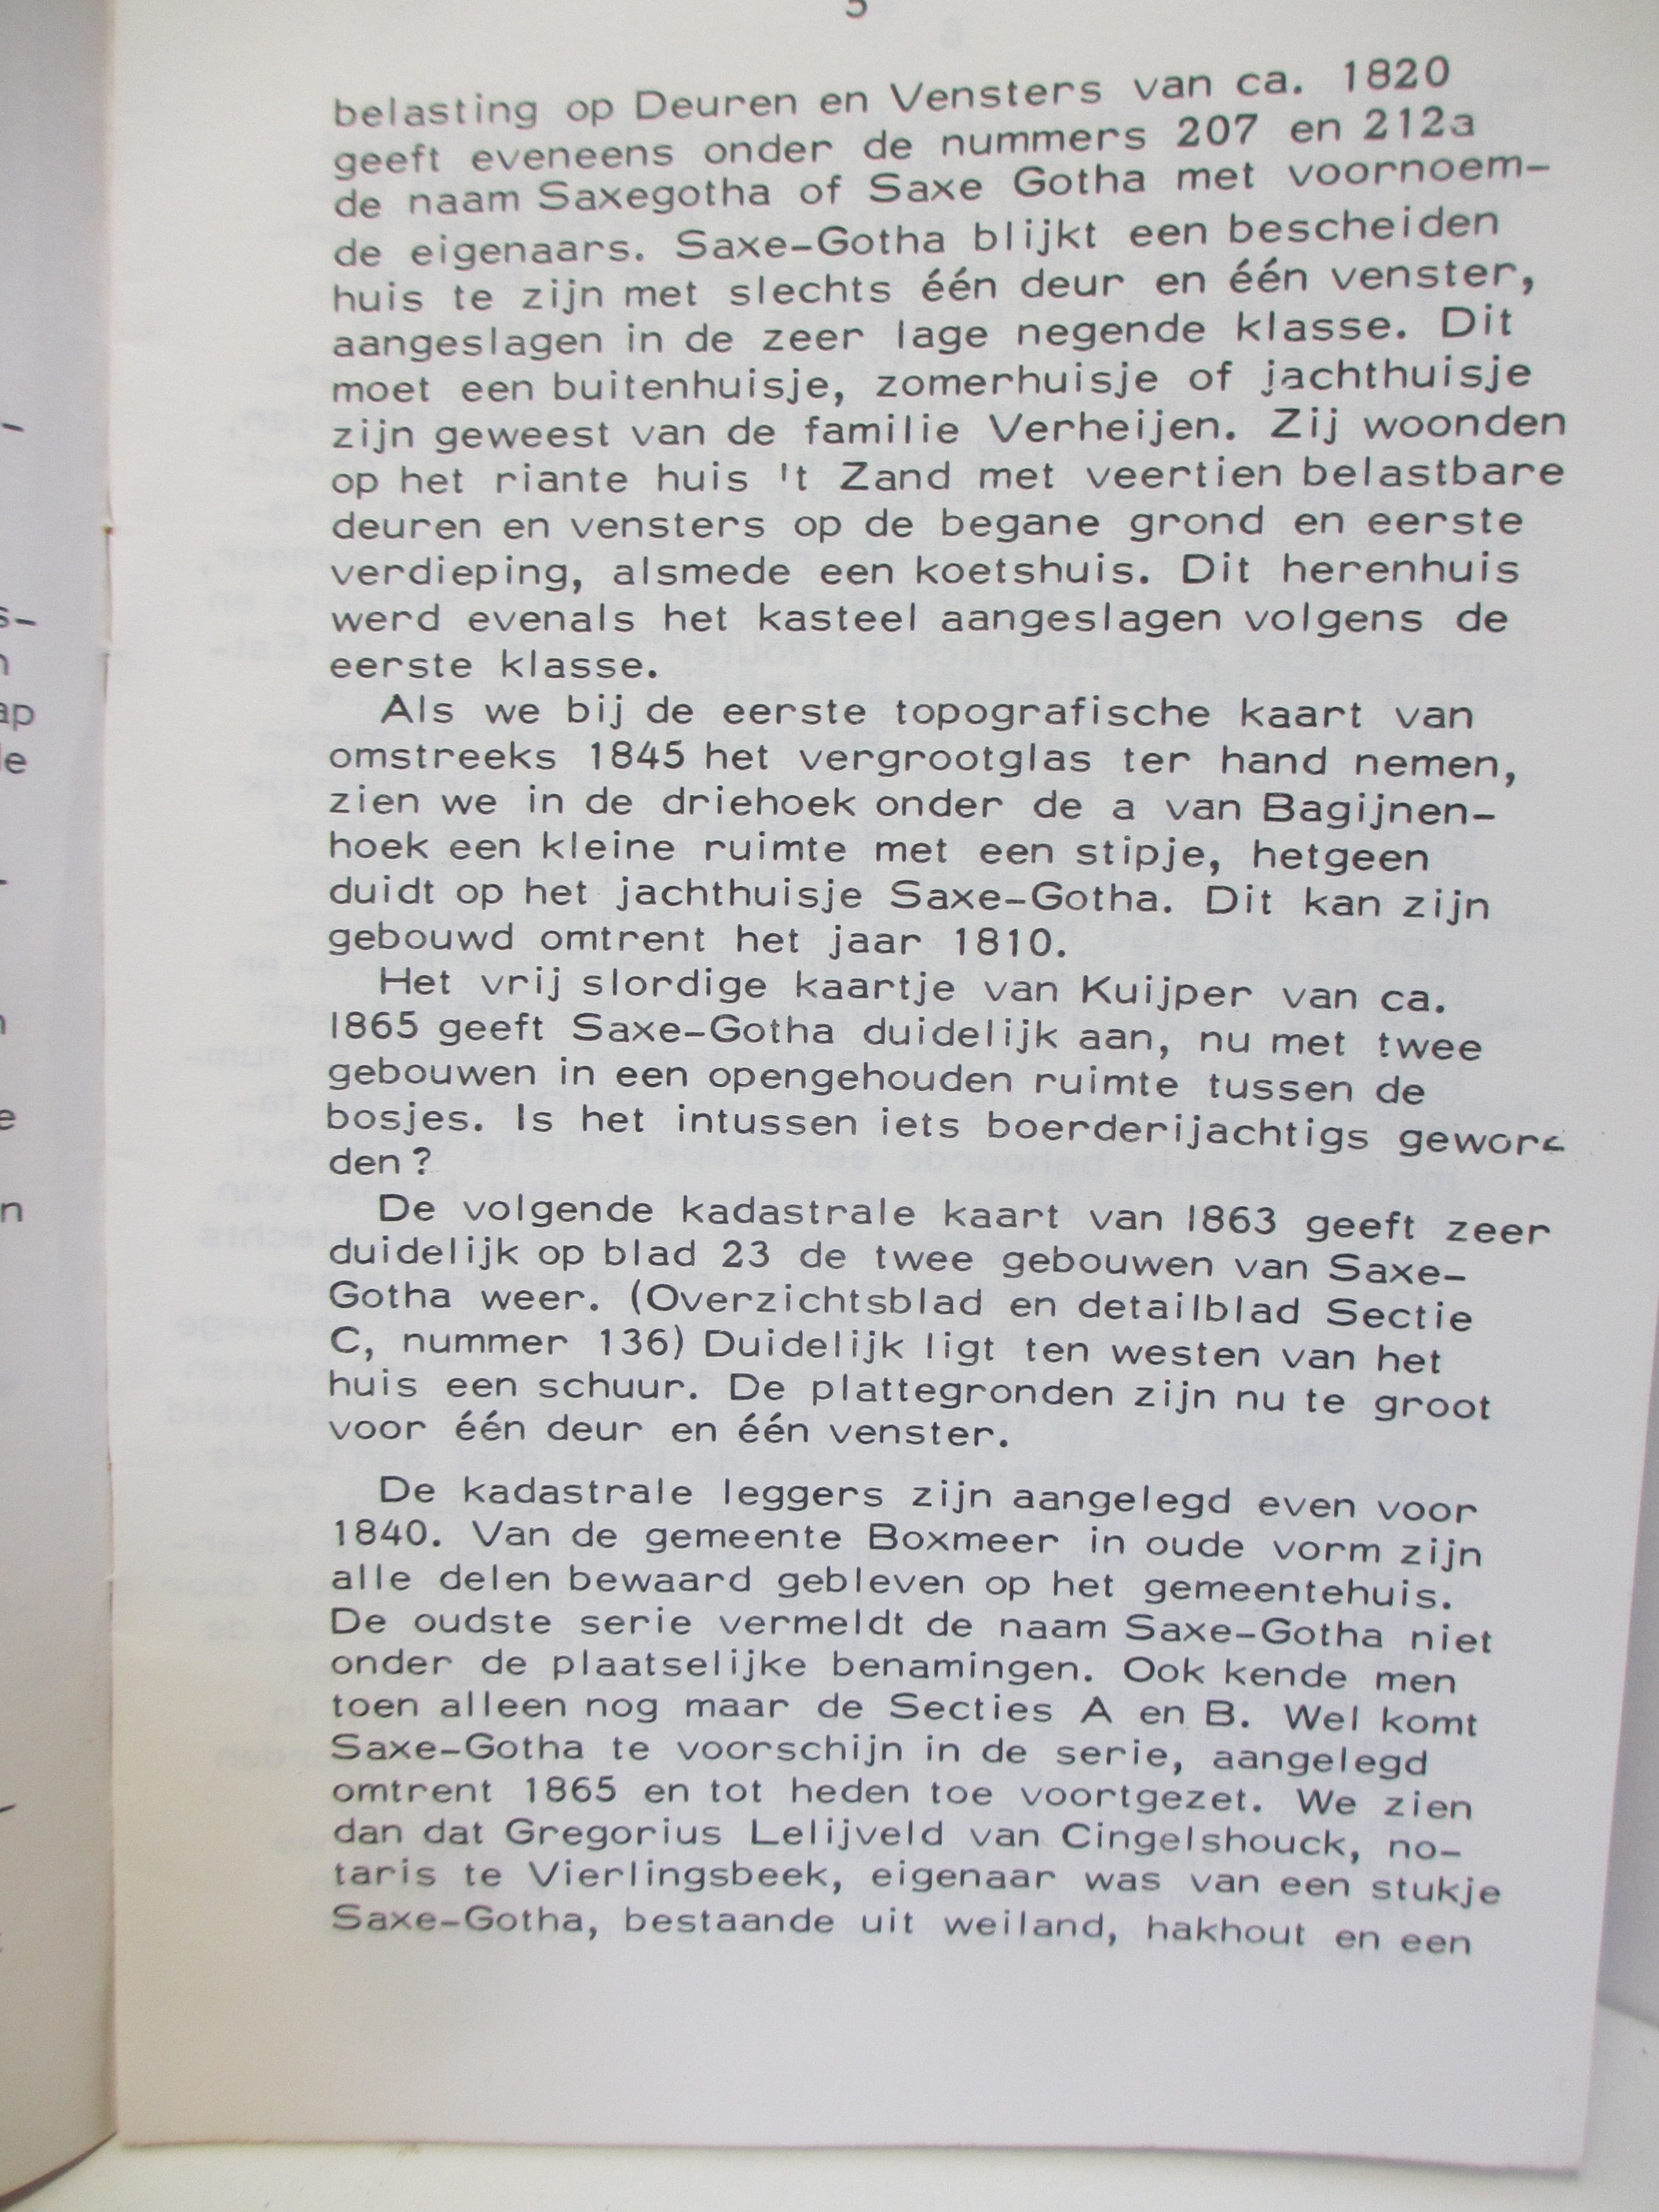 5
belasting op Deuren en Vensters van ca. 1820
geeft eveneens onder de nummers 207 en 212a
de naam Saxegotha of Saxe Gotha met voornoem-
de eigenaars. Saxe-Gotha blijkt een bescheiden
huis te zijn met slechts één deur en één venster,
aangeslagen in de zeer lage negende klasse. Dit
moet een buitenhuisje, zomerhuisje of jachthuisje
zijn geweest van de familie Verheijen. Zij woonden
op het riante huis 't Zand met veertien belastbare
deuren en vensters op de begane grond en eerste
verdieping, alsmede een koetshuis. Dit herenhuis
werd evenals het kasteel aangeslagen volgens de
eerste klasse.
Als we bij de eerste topografische kaart van
omstreeks 1845 het vergrootglas ter hand nemen,
zien we in de driehoek onder de a van Bagijnen-
hoek een kleine ruimte met een stipje, hetgeen
duidt op het jachthuisje Saxe-Gotha. Dit kan zijn
gebouwd omtrent het jaar 1810.
Het vrij slordige kaartje van Kuijper van ca.
1865 geeft Saxe-Gotha duidelijk aan, nu met twee
gebouwen in een opengehouden ruimte tussen de
bosjes. Is het intussen iets boerderijachtigs gewor-
den?
De volgende kadastrale kaart van 1863 geeft zeer
duidelijk op blad 23 de twee gebouwen van Saxe-
Gotha weer. (Overzichtsblad en detailblad Sectie
C, nummer 136) Duidelijk ligt ten westen van het
huis een schuur. De plattegronden zijn nu te groot
voor één deur en één venster.
De kadastrale leggers zijn aangelegd even voor
1840. Van de gemeente Boxmeer in oude vorm zijn
alle delen bewaard gebleven op het gemeentehuis.
De oudste serie vermeldt de naam Saxe-Gotha niet
onder de plaatselijke benamingen. Ook kende men
toen alleen nog maar de Secties A en B. Wel komt
Saxe-Gotha te voorschijn in de serie, aangelegd
omtrent 1865 en tot heden toe voortgezet. We zien
dan dat Gregorius Lelijveld van Cingelshouck, no-
taris te Vierlingsbeek, eigenaar was van een stukje
Saxe-Gotha, bestaande uit weiland, hakhout en een